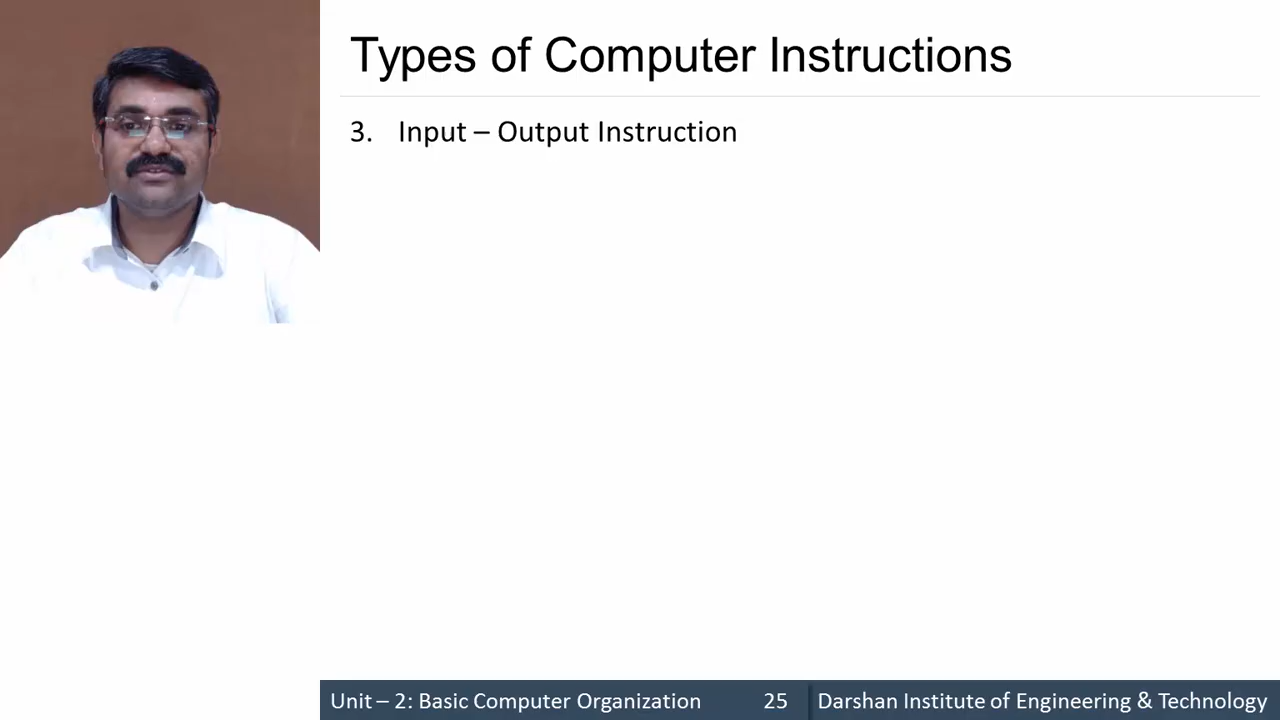 Types of Computer Instructions
3. Input – Output Instruction
Unit – 2: Basic Computer Organization 25 Darshan Institute of Engineering & Technology